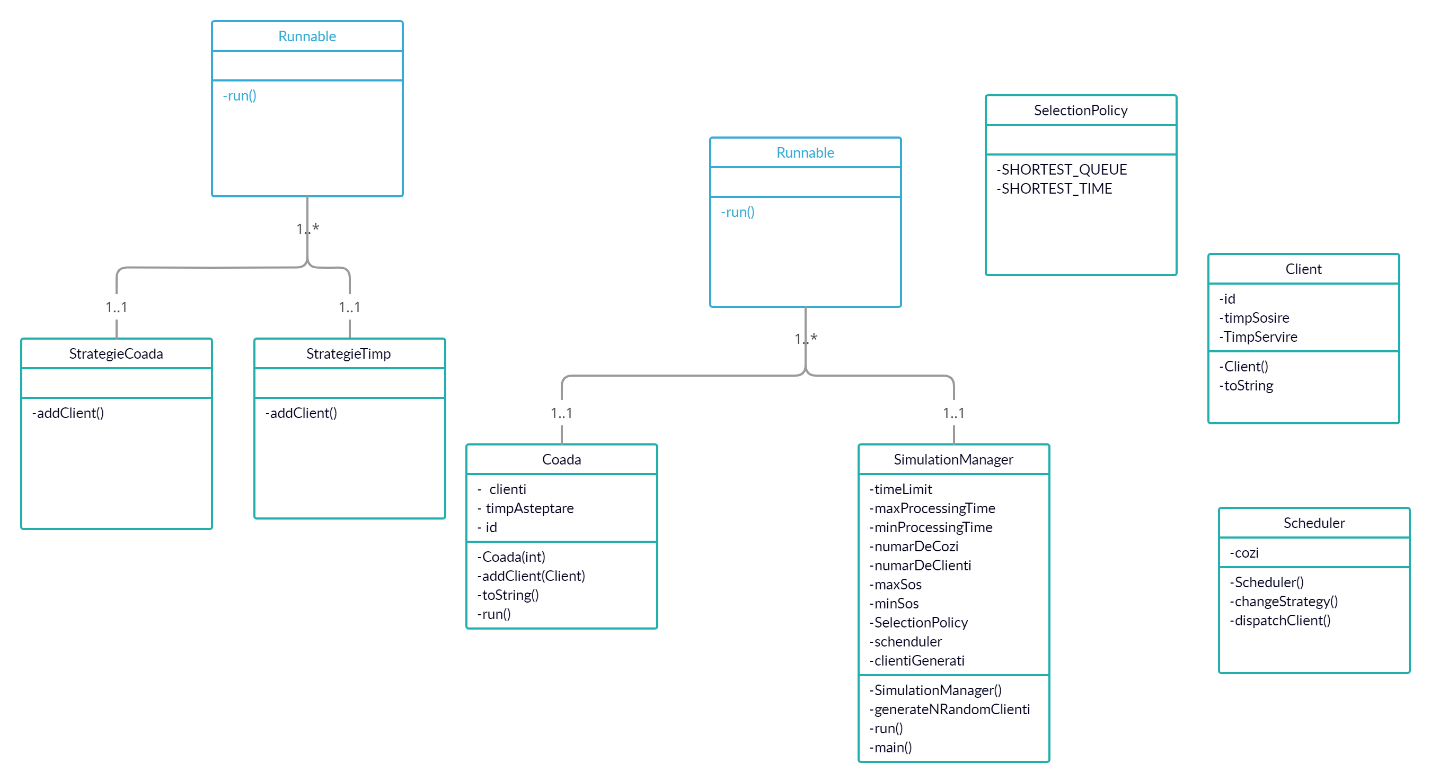 Runnable
-run()
1..*
1..1
1..1
StrategieCoada
-addClient()
StrategieTimp
-addClient()
Runnable
-run()
1..*
1..1
1..1
Coada
- clienti
- timpAsteptare
- id
-Coada(int)
-addClient(Client)
-toString()
-run()
SimulationManager
-timeLimit
-maxProcessingTime
-minProcessingTime
-numarDeCozi
-numarDeClienti
-maxSos
-minSos
-SelectionPolicy
-schenduler
-clientiGenerati
-SimulationManager()
-generateNRandomClienti
-run()
-main()
SelectionPolicy
-SHORTEST_QUEUE
-SHORTEST_TIME
Client
-id
-timpSosire
-TimpServire
-Client()
-toString
Scheduler
-cozi
-Scheduler()
-changeStrategy()
-dispatchClient()